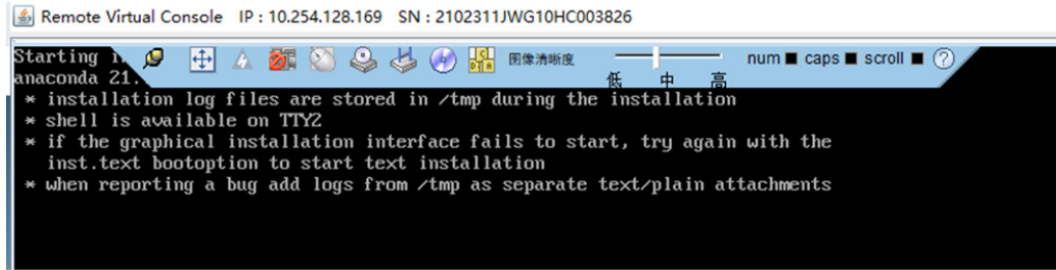 Remote Virtual Console IP : 10.254.128.169 SN : 2102311JWG10HC003826
图像清晰度
低 中 高
num caps scroll
Starting
anaconda 21.
* installation log files are stored in /tmp during the installation
* shell is available on TTY2
* if the graphical installation interface fails to start, try again with the
inst.text bootoption to start text installation
* when reporting a bug add logs from /tmp as separate text/plain attachments